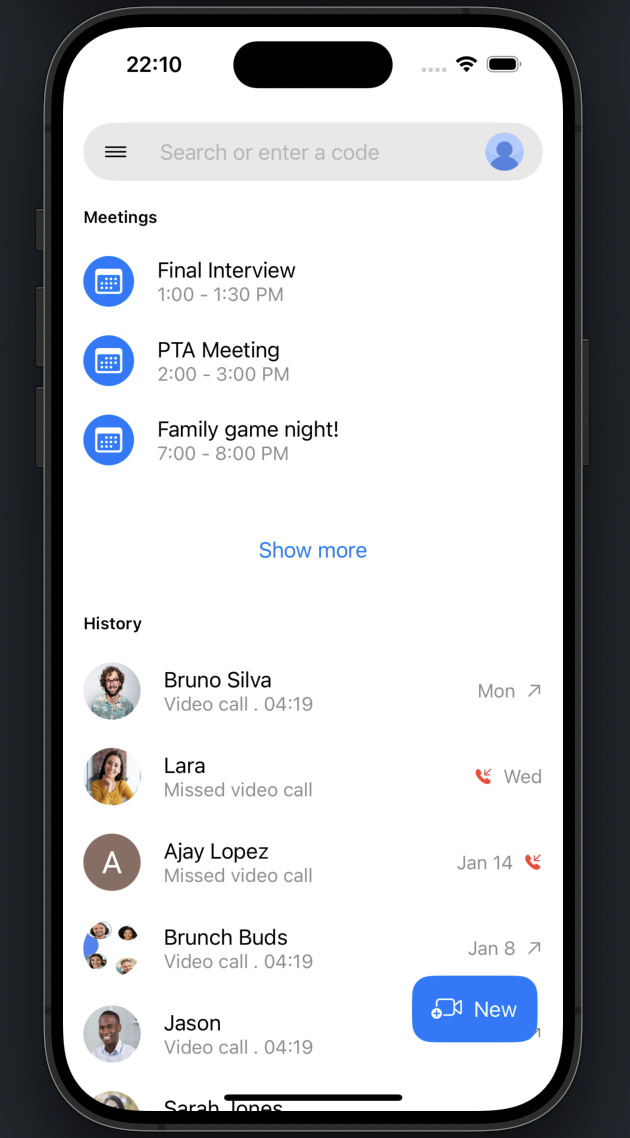 22:10
Search or enter a code
Meetings
Final Interview
1:00 - 1:30 PM
PTA Meeting
2:00 - 3:00 PM
Family game night!
7:00 - 8:00 PM
Show more
History
Bruno Silva
Video call . 04:19
Mon
Lara
Missed video call
Wed
A
Ajay Lopez
Missed video call
Jan 14
Brunch Buds
Video call . 04:19
Jan 8
Jason
Video call . 04:19
New
Sarah Jones